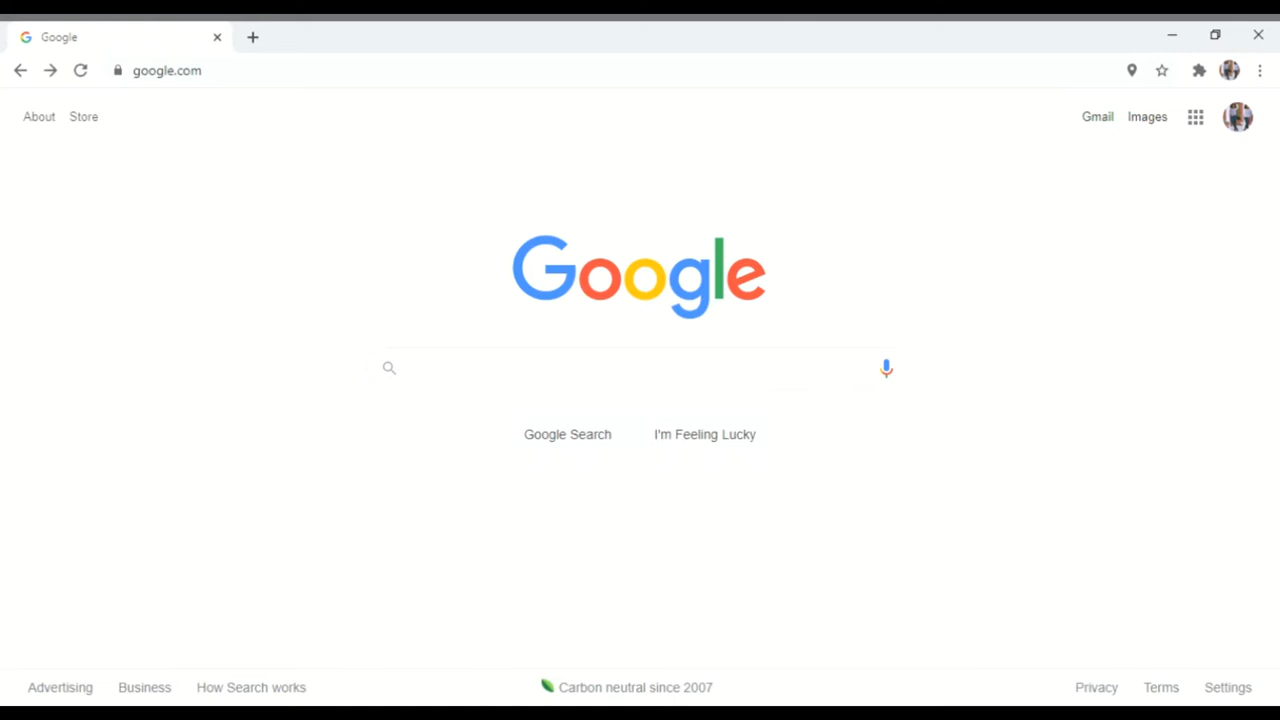 Google
google.com
About Store
Gmail Images
Google
Google Search I'm Feeling Lucky
Advertising Business How Search works
Carbon neutral since 2007
Privacy Terms Settings